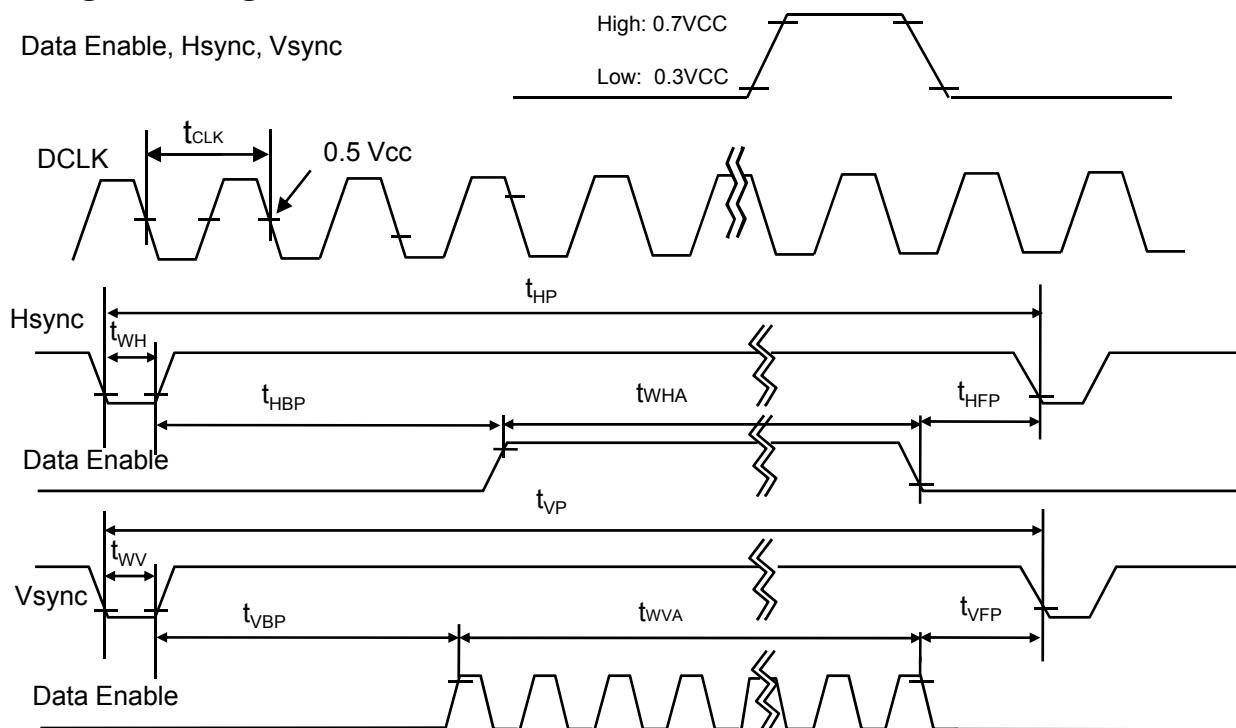 Data Enable, Hsync, Vsync
High: 0.7VCC
Low: 0.3VCC
DCLK
tCLK
0.5 Vcc
tHP
Hsync
tWH
tHBP
tWHA
tHFP
Data Enable
tVP
tWV
Vsync
tVBP
tWVA
tVFP
Data Enable